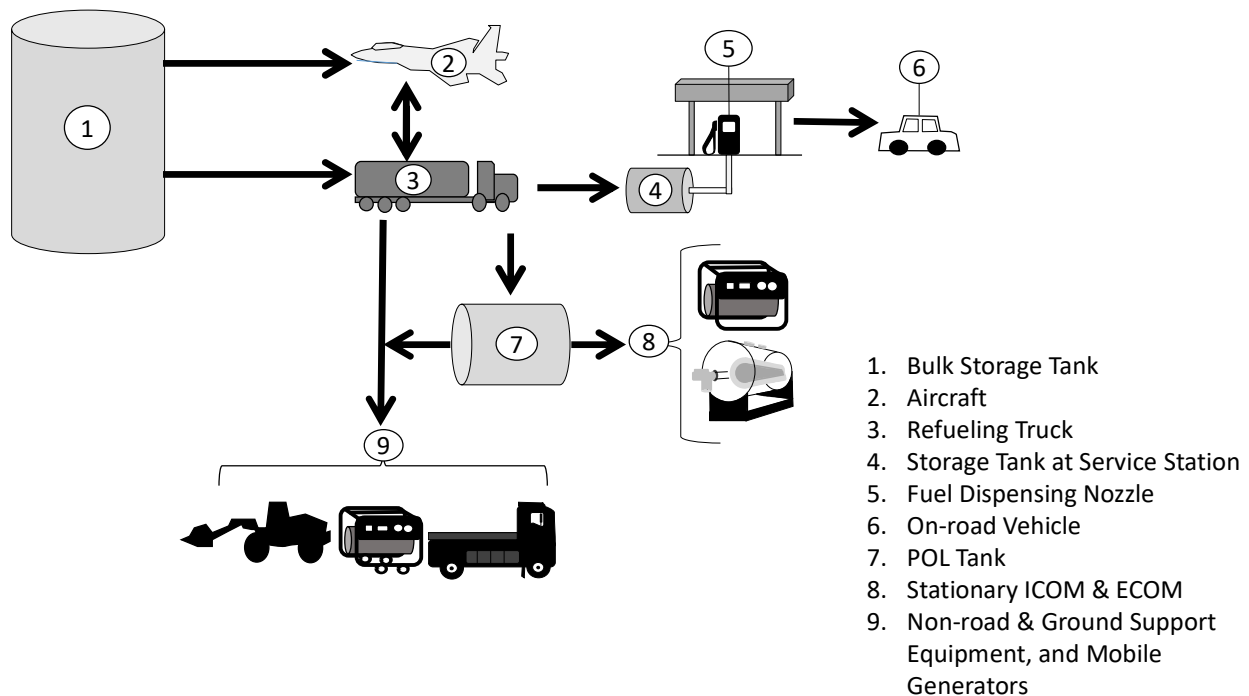 1
2
3
4
5
6
7
8
9
1. Bulk Storage Tank
2. Aircraft
3. Refueling Truck
4. Storage Tank at Service Station
5. Fuel Dispensing Nozzle
6. On-road Vehicle
7. POL Tank
8. Stationary ICOM & ECOM
9. Non-road & Ground Support
Equipment, and Mobile
Generators